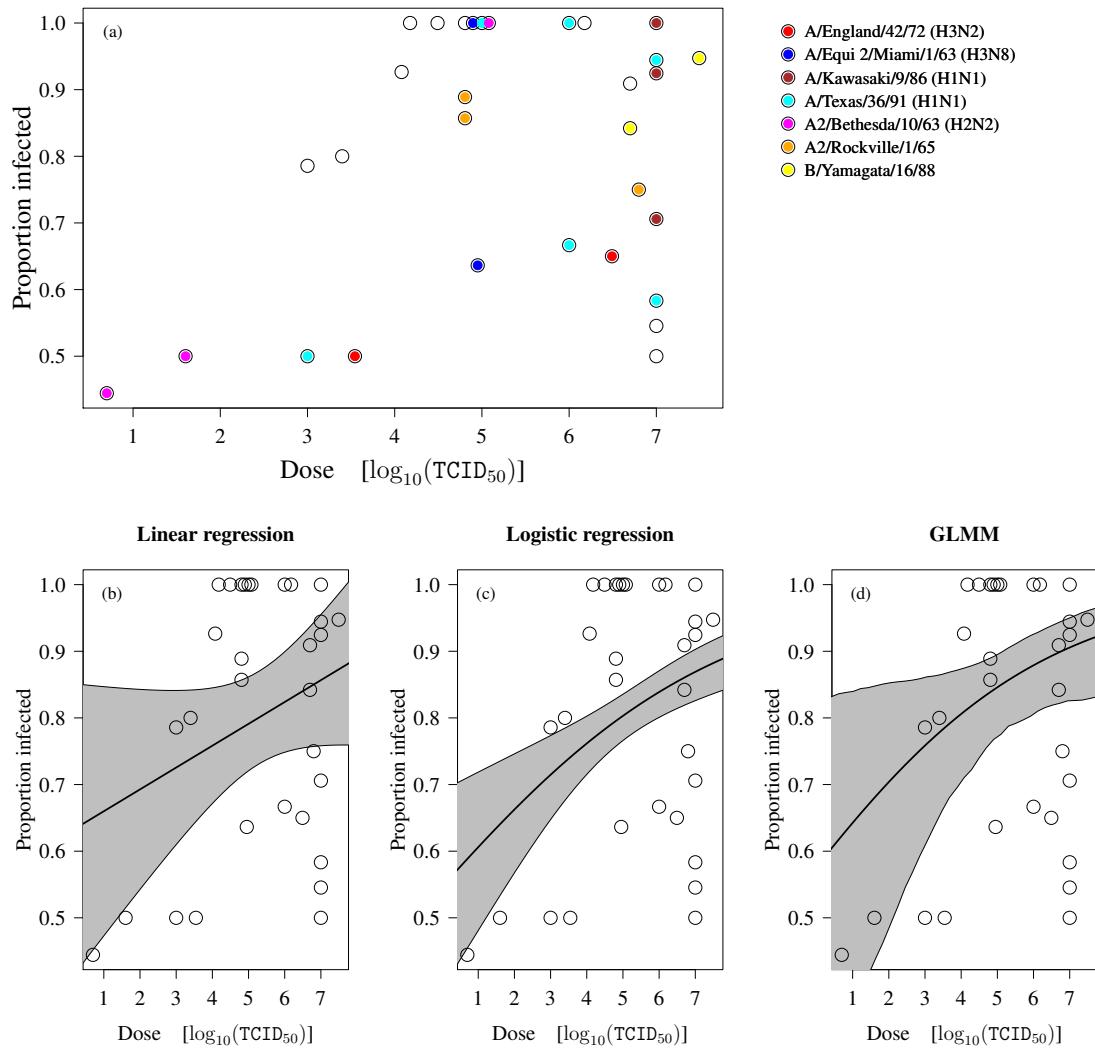 (a)
1.0
0.9
0.8
0.7
0.6
0.5
Proportion infected
1 2 3 4 5 6 7
Dose [log10(TCID50)]
A/England/42/72 (H3N2)
A/Equi 2/Miami/1/63 (H3N8)
A/Kawasaki/9/86 (H1N1)
A/Texas/36/91 (H1N1)
A2/Bethesda/10/63 (H2N2)
A2/Rockville/1/65
B/Yamagata/16/88
Linear regression
(b)
1.0
0.9
0.8
0.7
0.6
0.5
Proportion infected
1 2 3 4 5 6 7
Dose [log10(TCID50)]
Logistic regression
(c)
1.0
0.9
0.8
0.7
0.6
0.5
Proportion infected
1 2 3 4 5 6 7
Dose [log10(TCID50)]
GLMM
(d)
1.0
0.9
0.8
0.7
0.6
0.5
Proportion infected
1 2 3 4 5 6 7
Dose [log10(TCID50)]